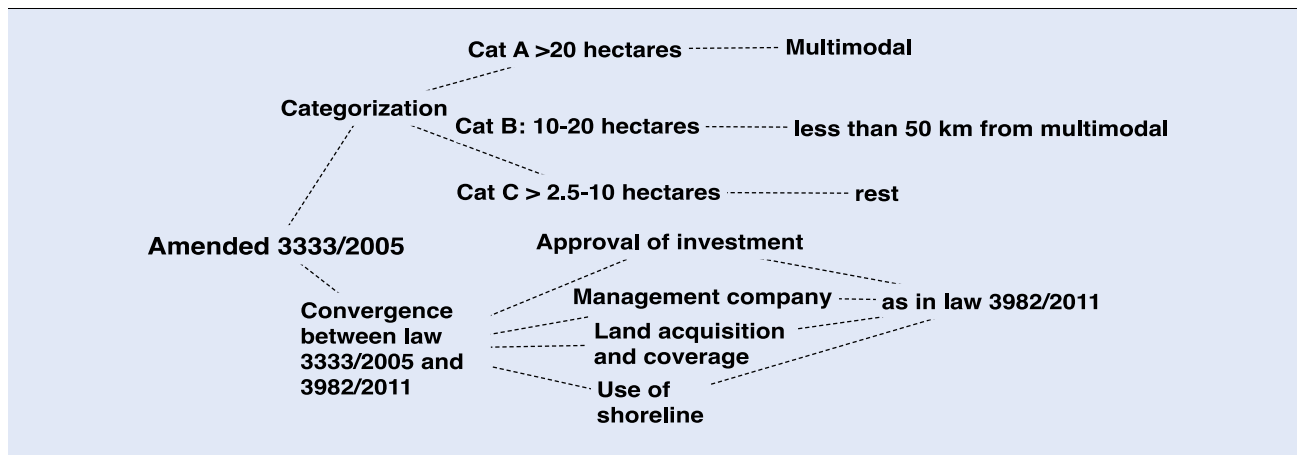 Cat A >20 hectares
Multimodal
Categorization
Cat B: 10-20 hectares
less than 50 km from multimodal
Cat C > 2.5-10 hectares
rest
Amended 3333/2005
Approval of investment
Convergence
between law
3333/2005 and
3982/2011
Management company
as in law 3982/2011
Land acquisition
and coverage
Use of
shoreline